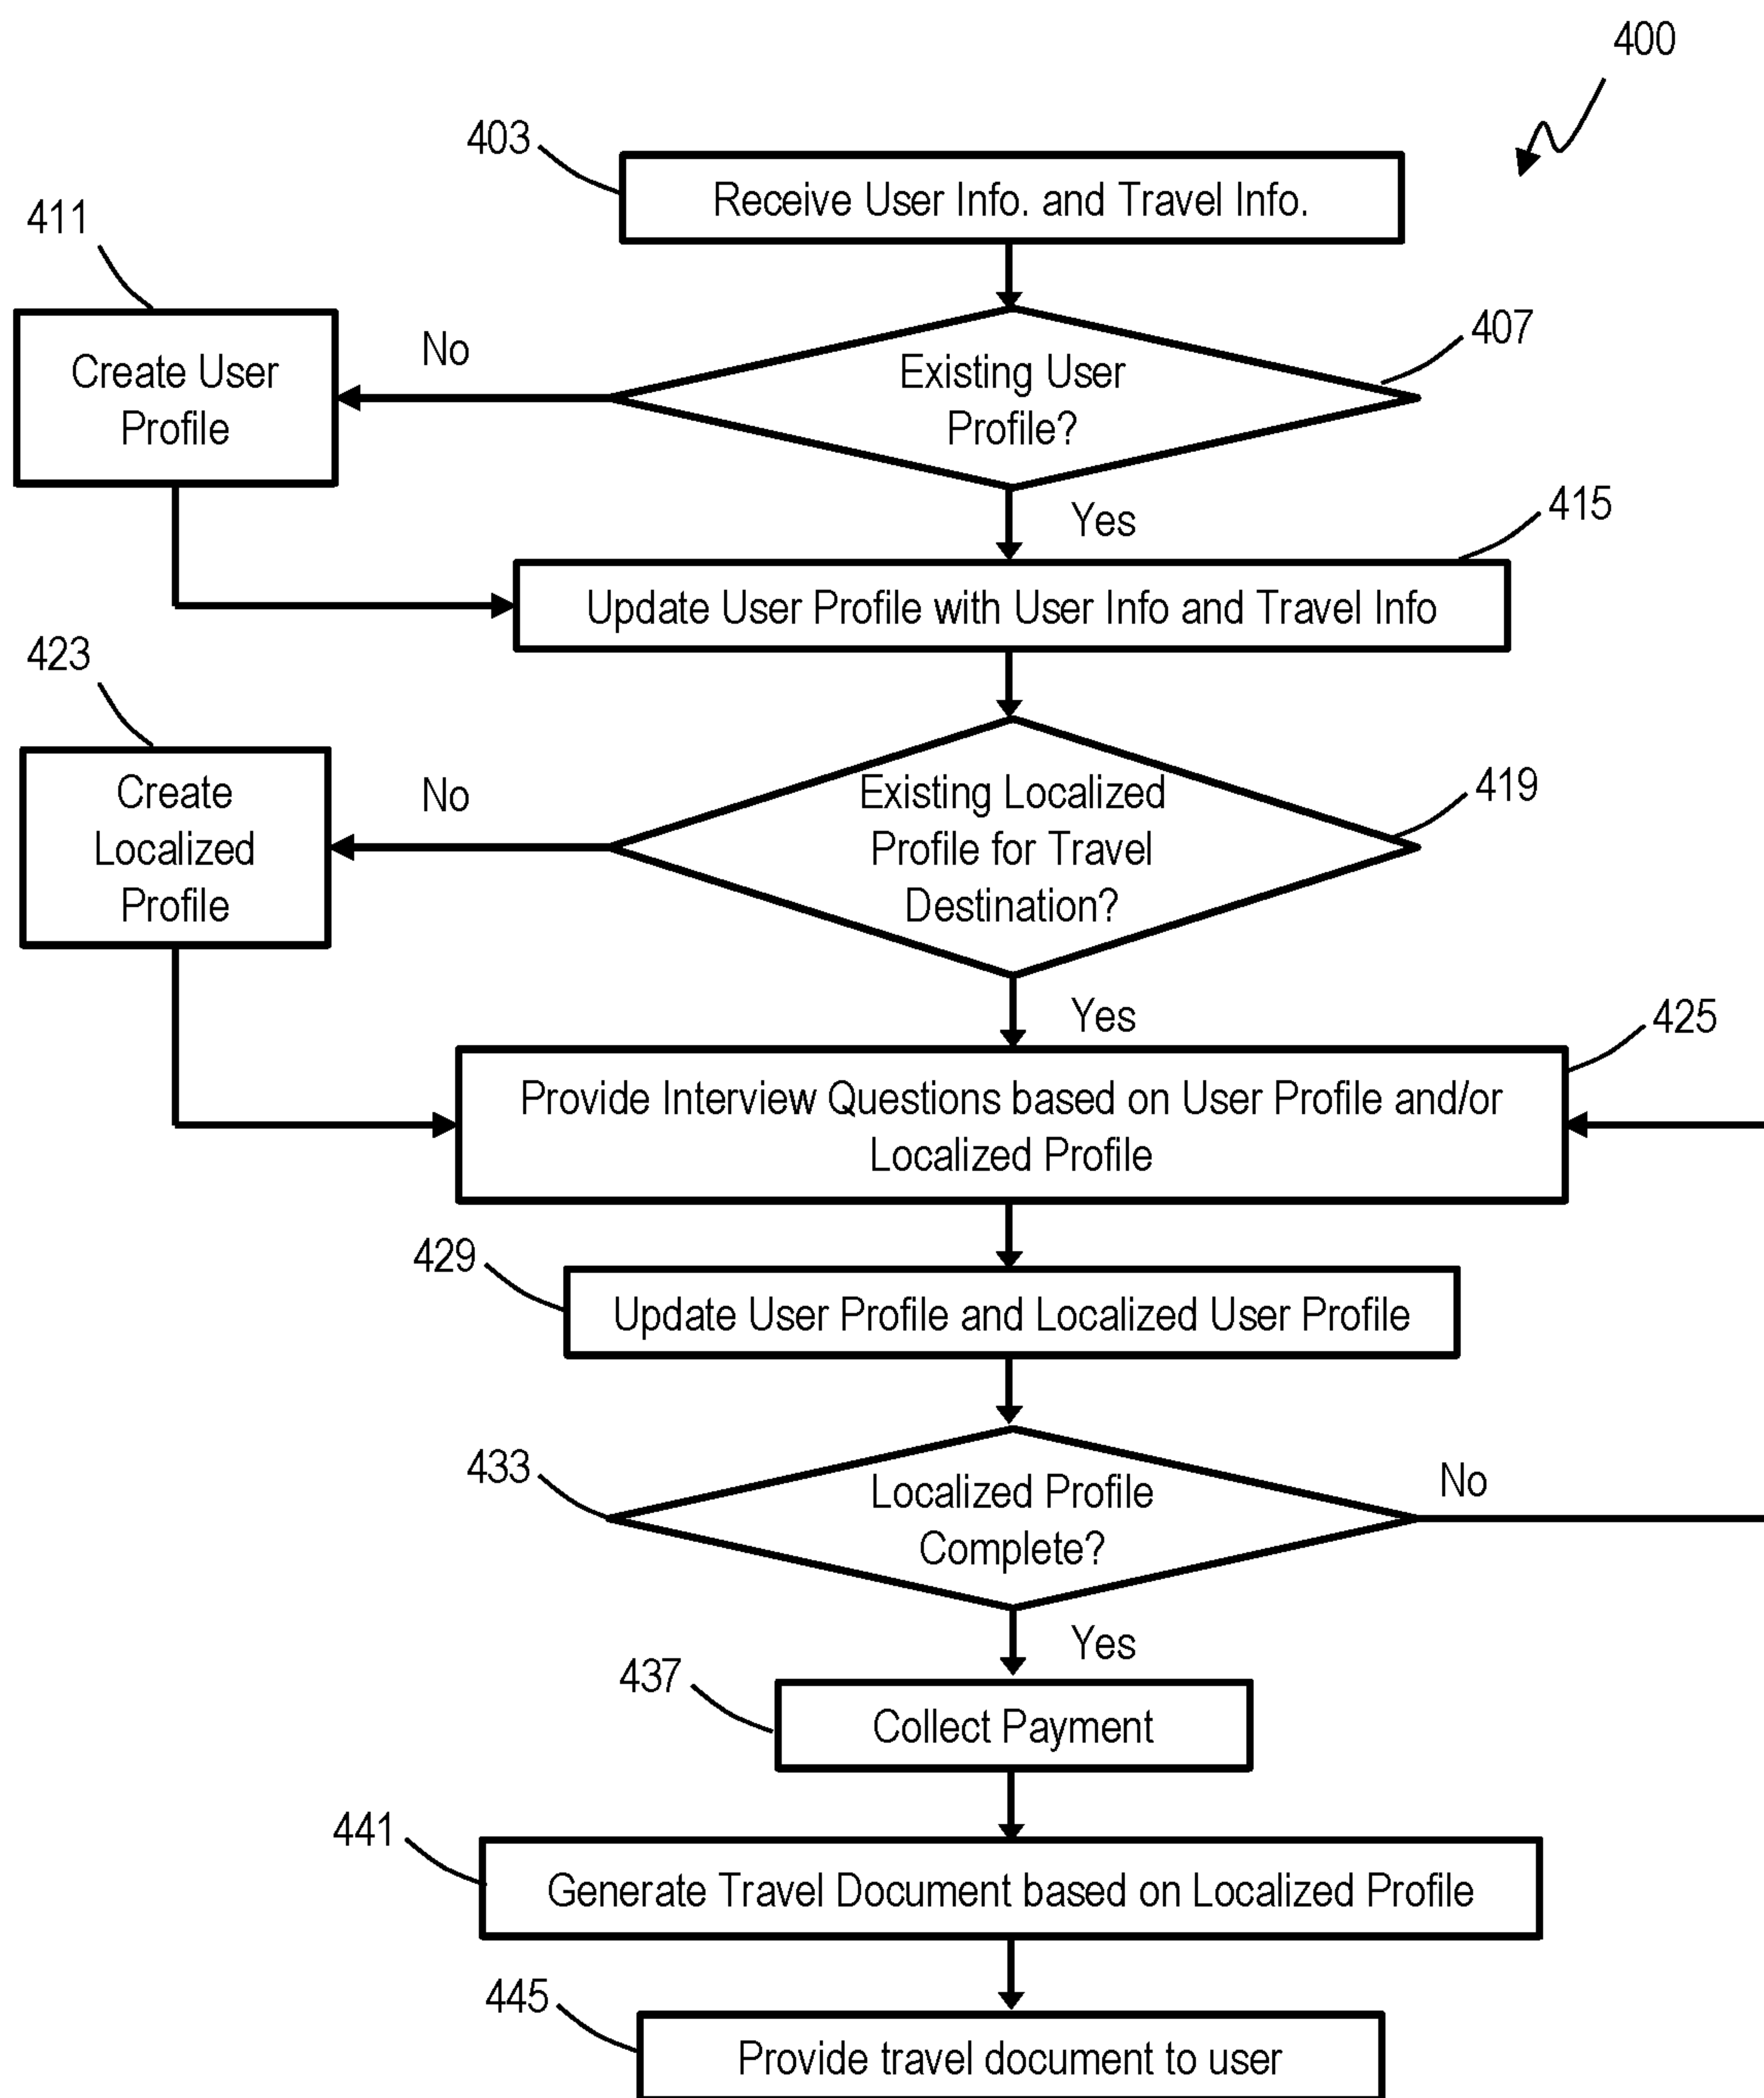 400
403
Receive User Info. and Travel Info.
411
407
Create User
Profile
No
Existing User
Profile?
Yes
415
Update User Profile with User Info and Travel Info
423
419
Create
Localized
Profile
No
Existing Localized
Profile for Travel
Destination?
Yes
425
Provide Interview Questions based on User Profile and/or
Localized Profile
429
Update User Profile and Localized User Profile
433
Localized Profile
Complete?
No
Yes
437
Collect Payment
441
Generate Travel Document based on Localized Profile
445
Provide travel document to user